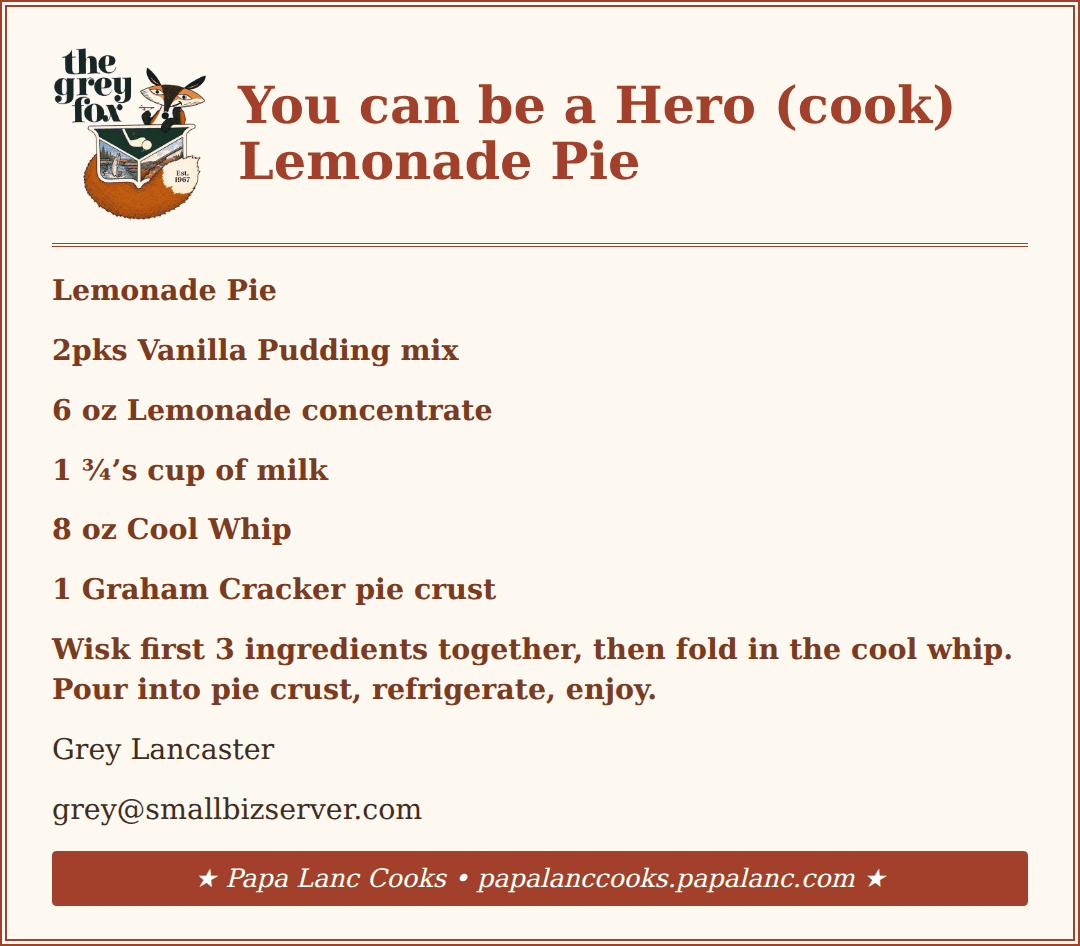 the
grey
fox
Est.
1967
You can be a Hero (cook)
Lemonade Pie
Lemonade Pie
2pks Vanilla Pudding mix
6 oz Lemonade concentrate
1 ¾’s cup of milk
8 oz Cool Whip
1 Graham Cracker pie crust
Wisk first 3 ingredients together, then fold in the cool whip.
Pour into pie crust, refrigerate, enjoy.
Grey Lancaster
grey@smallbizserver.com
★ Papa Lanc Cooks • papalanccooks.papalanc.com ★